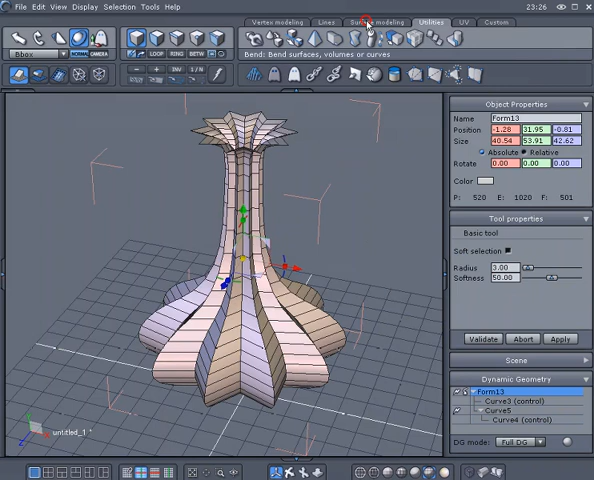 File Edit Display Selection Tools Help
23:26
Vertex modeling Lines Surface modeling Utilities UV Custom
Bbox
NORMAL CAMERA
LOOP RING BETW
Bend: Bend surfaces, volumes or curves
INV 1/N
Object Properties
Name Form13
Position -1.28 31.95 -0.81
Size 40.54 53.91 42.62
Absolute Relative
Rotate 0.00 0.00 0.00
Color
P: 520 E: 1020 F: 501
Tool properties
Basic tool
Soft selection
Radius 3.00
Softness 50.00
Validate Abort Apply
Scene
Dynamic Geometry
Form13
Curve3 (control)
Curve5
Curve4 (control)
DG mode: Full DG
Y
Z
untitled_1 *